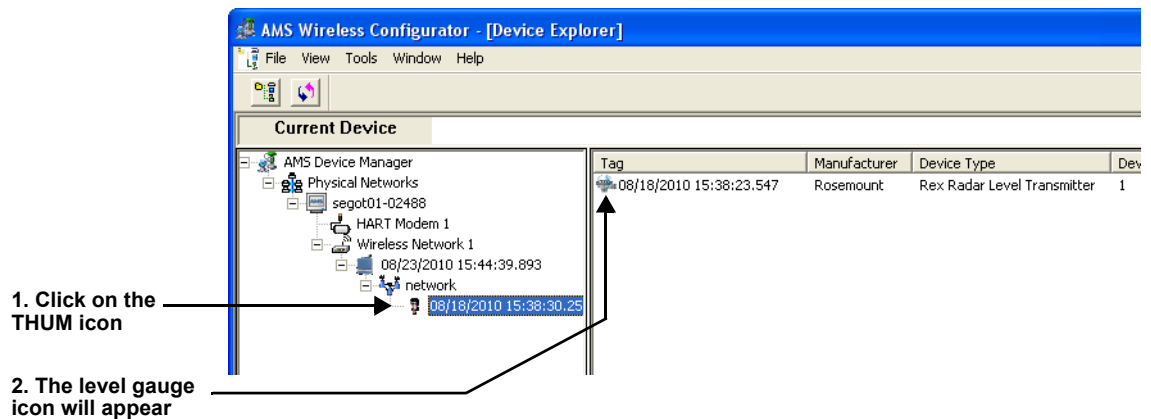 AMS Wireless Configurator - [Device Explorer]
File View Tools Window Help
Current Device
AMS Device Manager
Physical Networks
segot01-02488
HART Modem 1
Wireless Network 1
08/23/2010 15:44:39.893
network
08/18/2010 15:38:30.25
Tag Manufacturer Device Type Dev
08/18/2010 15:38:23.547 Rosemount Rex Radar Level Transmitter 1
1. Click on the
THUM icon
2. The level gauge
icon will appear